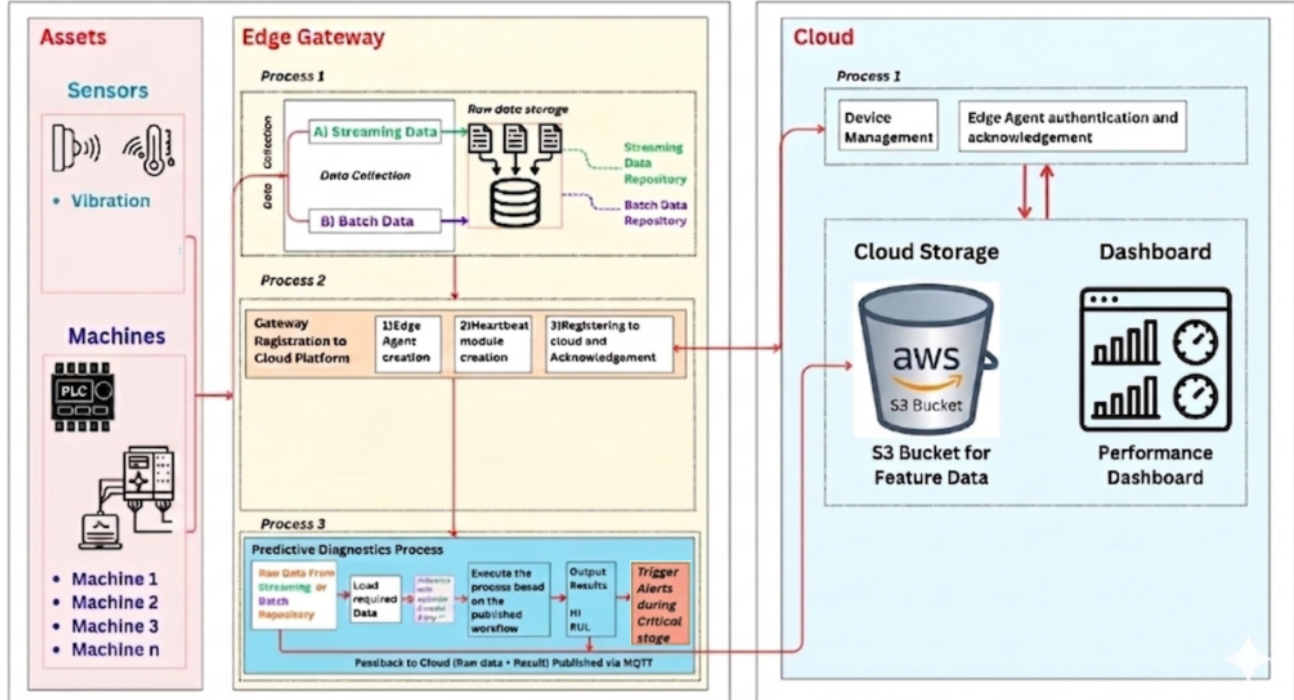 Assets
Sensors
• Vibration
Machines
PLC
• Machine 1
• Machine 2
• Machine 3
• Machine n
Edge Gateway
Process 1
Data Collection
A) Streaming Data
Data Collection
B) Batch Data
Raw data storage
Streaming
Data
Repository
Batch Data
Repository
Process 2
Gateway
Ragistration to
Cloud Platform
1)Edge
Agent
creation
2)Heartbeat
module
creation
3)Registering to
cloud and
Acknowledgement
Process 3
Predictive Diagnostics Process
Raw Data From
Streaming or
Batch
Repository
Load
required
Data
Execute the
process besad
on the
published
workflow
Output
Results
HI
RUL
Trigger
Alerts
during
Critical
stage
to Cloud (Raw data • Result) Published via MQTT
Cloud
Process 1
Device
Management
Edge Agent authentication and
acknowledgement
Cloud Storage
aws
S3 Bucket
S3 Bucket for
Feature Data
Dashboard
Performance
Dashboard